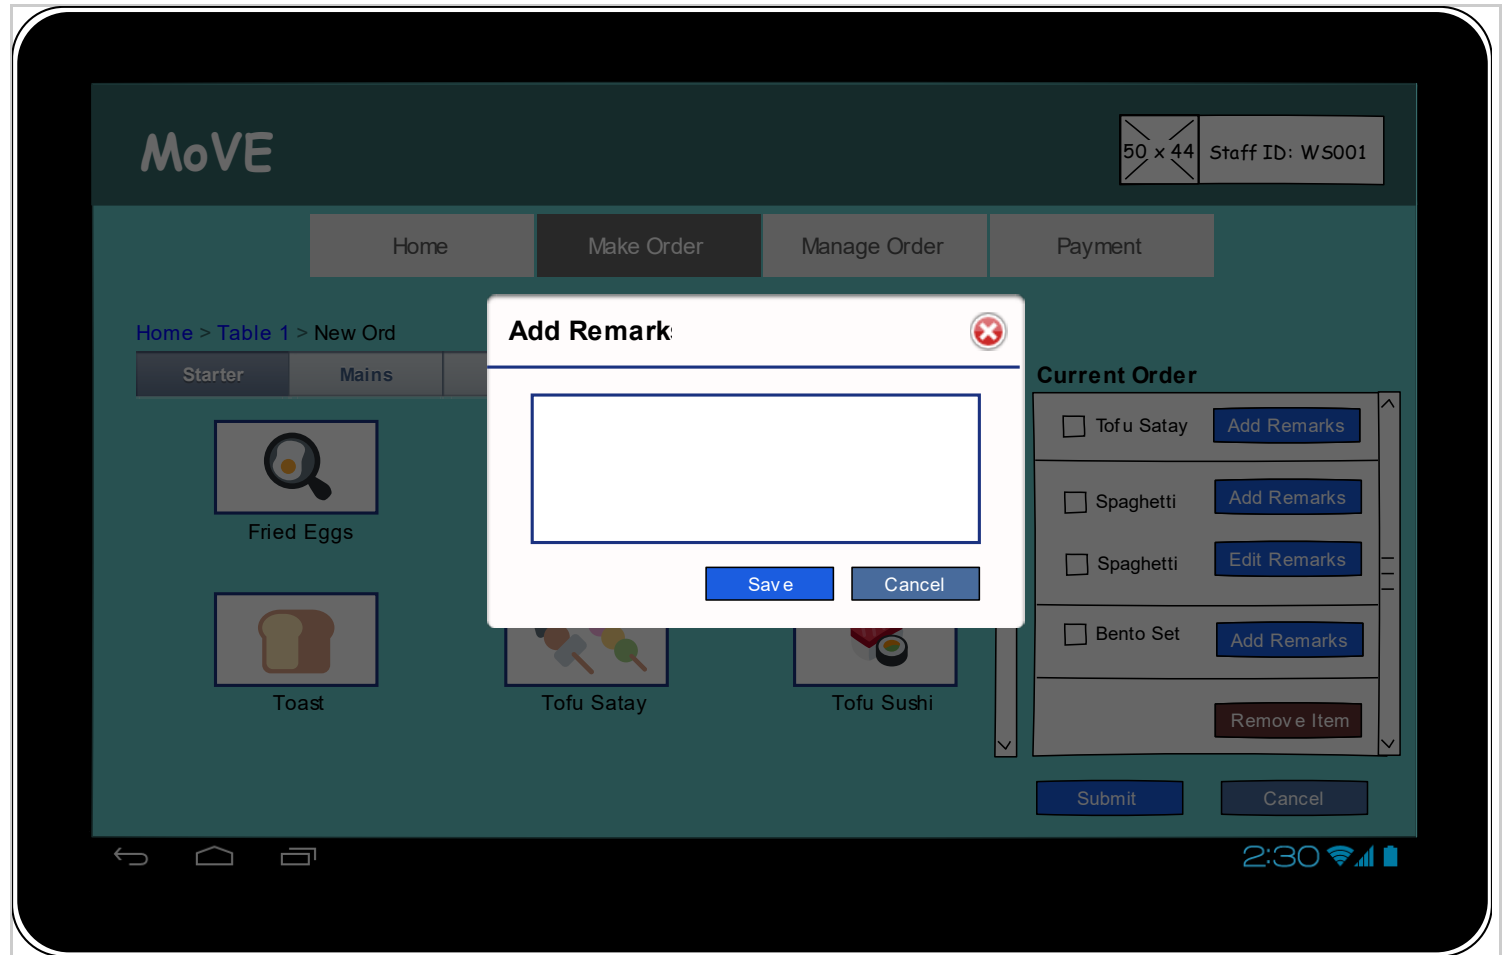 MoVE
50 x 44
Staff ID: WS001
Home
Make Order
Manage Order
Payment
Home > Table 1 > New Ord
Add Remark
Starter
Mains
Current Order
Tofu Satay
Add Remarks
Spaghetti
Add Remarks
Spaghetti
Edit Remarks
Bento Set
Add Remarks
Remove Item
Fried Eggs
Save
Cancel
Toast
Tofu Satay
Tofu Sushi
Submit
Cancel
2:30